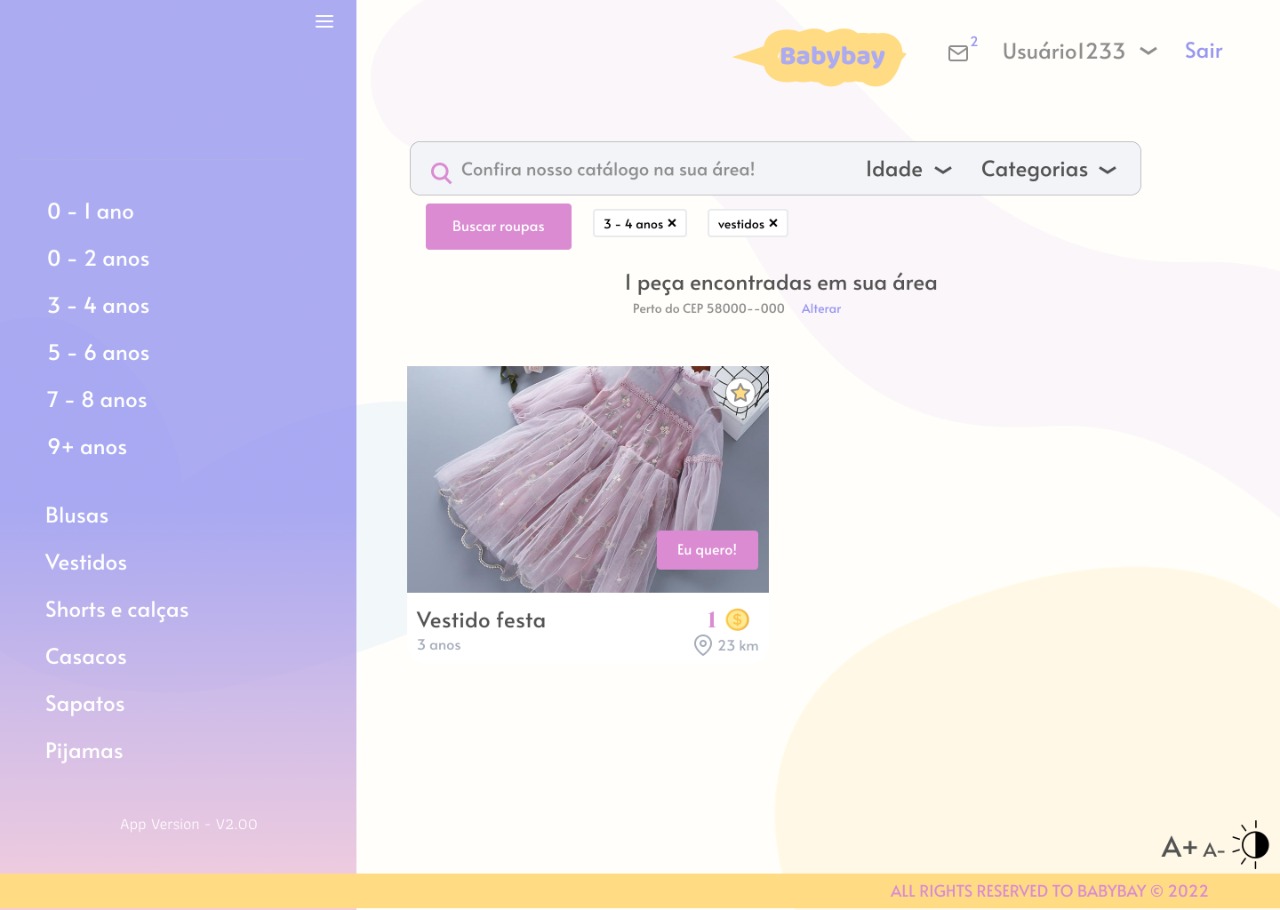 Babybay
2
Usuário1233
Sair
Confira nosso catálogo na sua área!
Idade
Categorias
Buscar roupas
3 - 4 anos ×
vestidos ×
1 peça encontradas em sua área
Perto do CEP 58000--000 Alterar
0 - 1 ano
0 - 2 anos
3 - 4 anos
5 - 6 anos
7 - 8 anos
9+ anos
Blusas
Vestidos
Shorts e calças
Casacos
Sapatos
Pijamas
App Version - V2.00
Eu quero!
Vestido festa
1 $
3 anos
23 km
A+ A-
ALL RIGHTS RESERVED TO BABYBAY © 2022